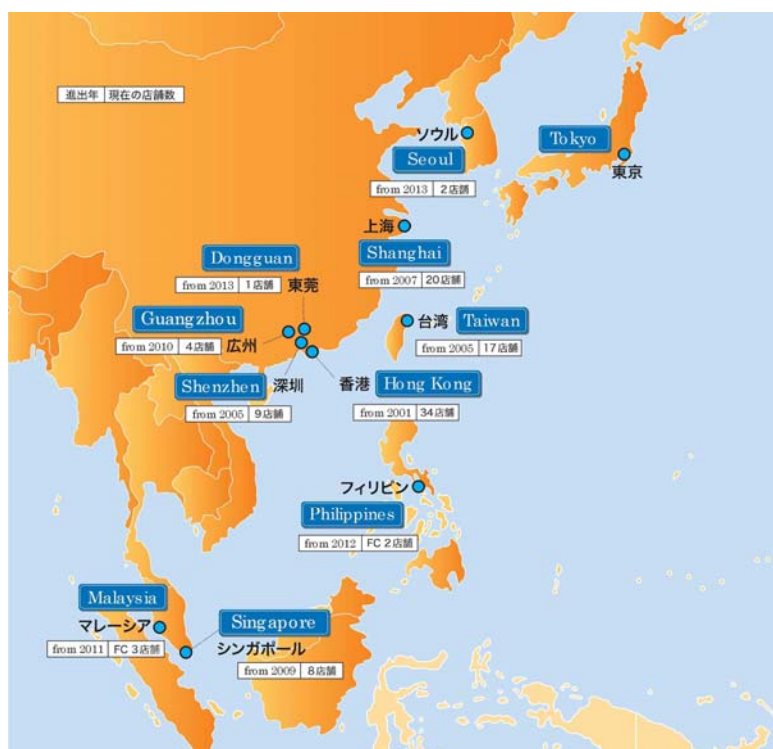 進出年 現在の店舗数
ソウル
Seoul
from 2013 2店舗
Tokyo
東京
上海
Shanghai
from 2007 20店舗
Dongguan
from 2013 1店舗
東莞
Guangzhou
from 2010 4店舗
広州
台湾 Taiwan
from 2005 17店舗
Shenzhen
from 2005 9店舗
深圳
香港 Hong Kong
from 2001 34店舗
フィリピン
Philippines
from 2012 FC 2店舗
Malaysia
マレーシア
from 2011 FC 3店舗
Singapore
シンガポール
from 2009 8店舗